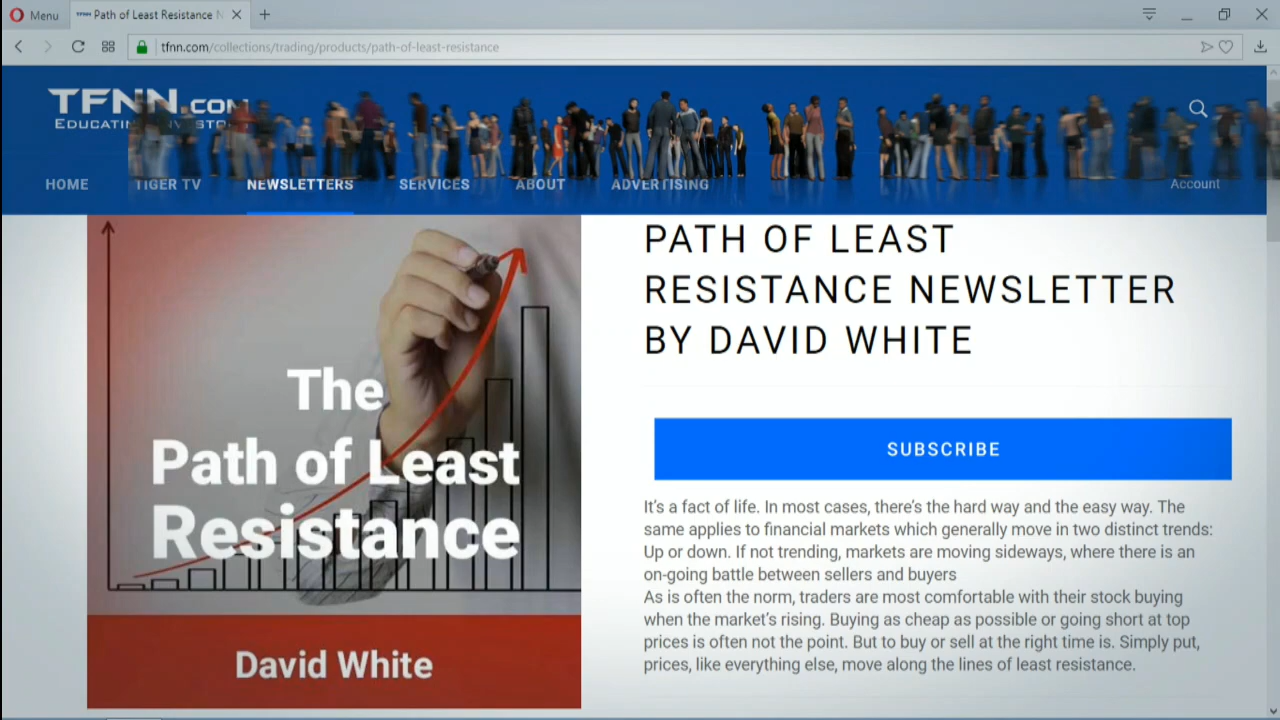 Menu
Path of Least Resistance N
tfnn.com/collections/trading/products/path-of-least-resistance
TFNN.COM
HOME
TIGER TV
NEWSLETTERS
SERVICES
ABOUT
ADVERTISING
Account
PATH OF LEAST
RESISTANCE NEWSLETTER
BY DAVID WHITE
The
Path of Least
Resistance
David White
SUBSCRIBE
It's a fact of life. In most cases, there's the hard way and the easy way. The
same applies to financial markets which generally move in two distinct trends:
Up or down. If not trending, markets are moving sideways, where there is an
on-going battle between sellers and buyers
As is often the norm, traders are most comfortable with their stock buying
when the market's rising. Buying as cheap as possible or going short at top
prices is often not the point. But to buy or sell at the right time is. Simply put,
prices, like everything else, move along the lines of least resistance.